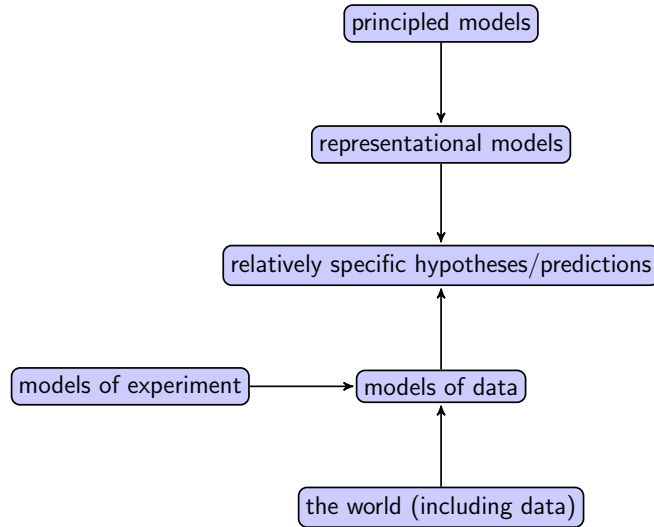 principled models
representational models
relatively specific hypotheses/predictions
models of experiment
models of data
the world (including data)